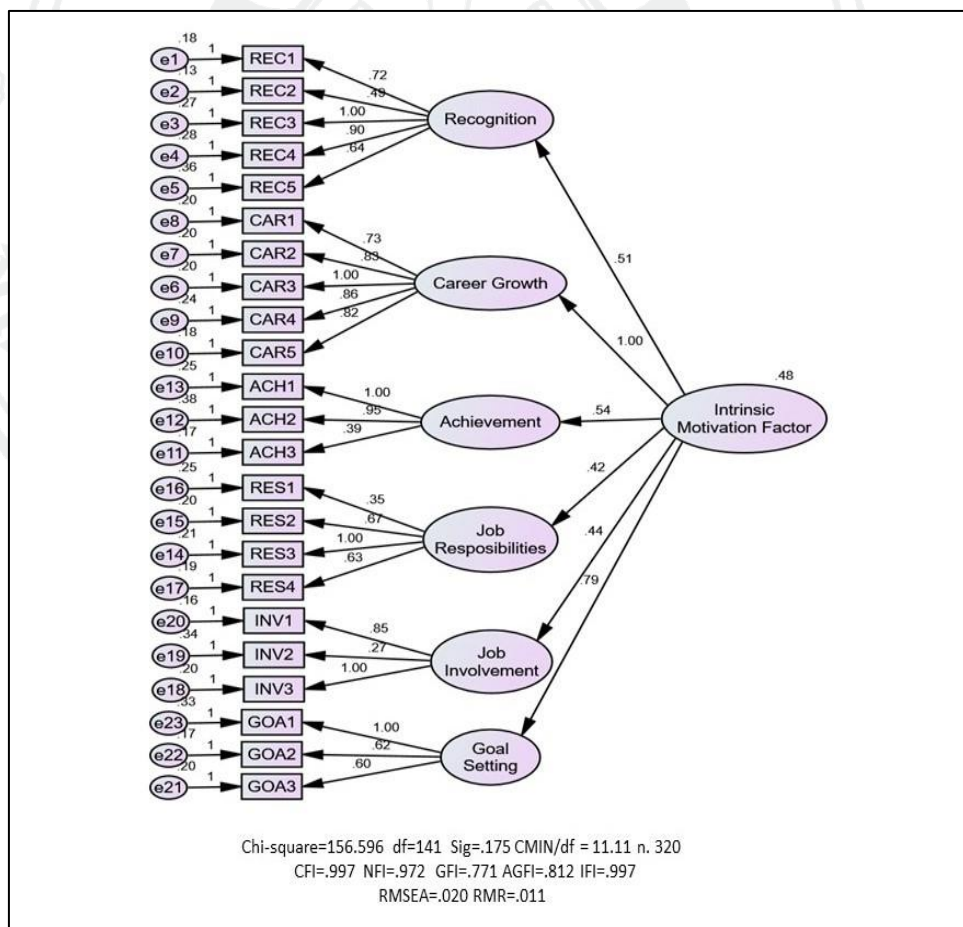 .18
e1 1 REC1
.72
.13
e2 1 REC2
.49
.27
e3 1 REC3
1.00
Recognition
.28
e4 1 REC4
.90
.36
e5 1 REC5
.64
.20
e8 1 CAR1
.73
.20
e7 1 CAR2
.83
.51
.20
e6 1 CAR3
1.00
Career Growth
.24
e9 1 CAR4
.86
.18
e10 1 CAR5
.82
1.00
.25
e13 1 ACH1
1.00
.48
.38
e12 1 ACH2
.95
Achievement
.54
Intrinsic
Motivation Factor
.17
e11 1 ACH3
.39
.25
e16 1 RES1
.35
.42
.20
e15 1 RES2
.67
Job
Resposibilities
.44
.21
e14 1 RES3
1.00
.19
e17 1 RES4
.63
.79
.16
e20 1 INV1
.85
.34
e19 1 INV2
.27
Job
Involvement
.20
e18 1 INV3
1.00
.33
e23 1 GOA1
1.00
.17
e22 1 GOA2
.62
Goal
Setting
.20
e21 1 GOA3
.60
Chi-square=156.596 df=141 Sig=.175 CMIN/df = 11.11 n. 320
CFI=.997 NFI=.972 GFI=.771 AGFI=.812 IFI=.997
RMSEA=.020 RMR=.011